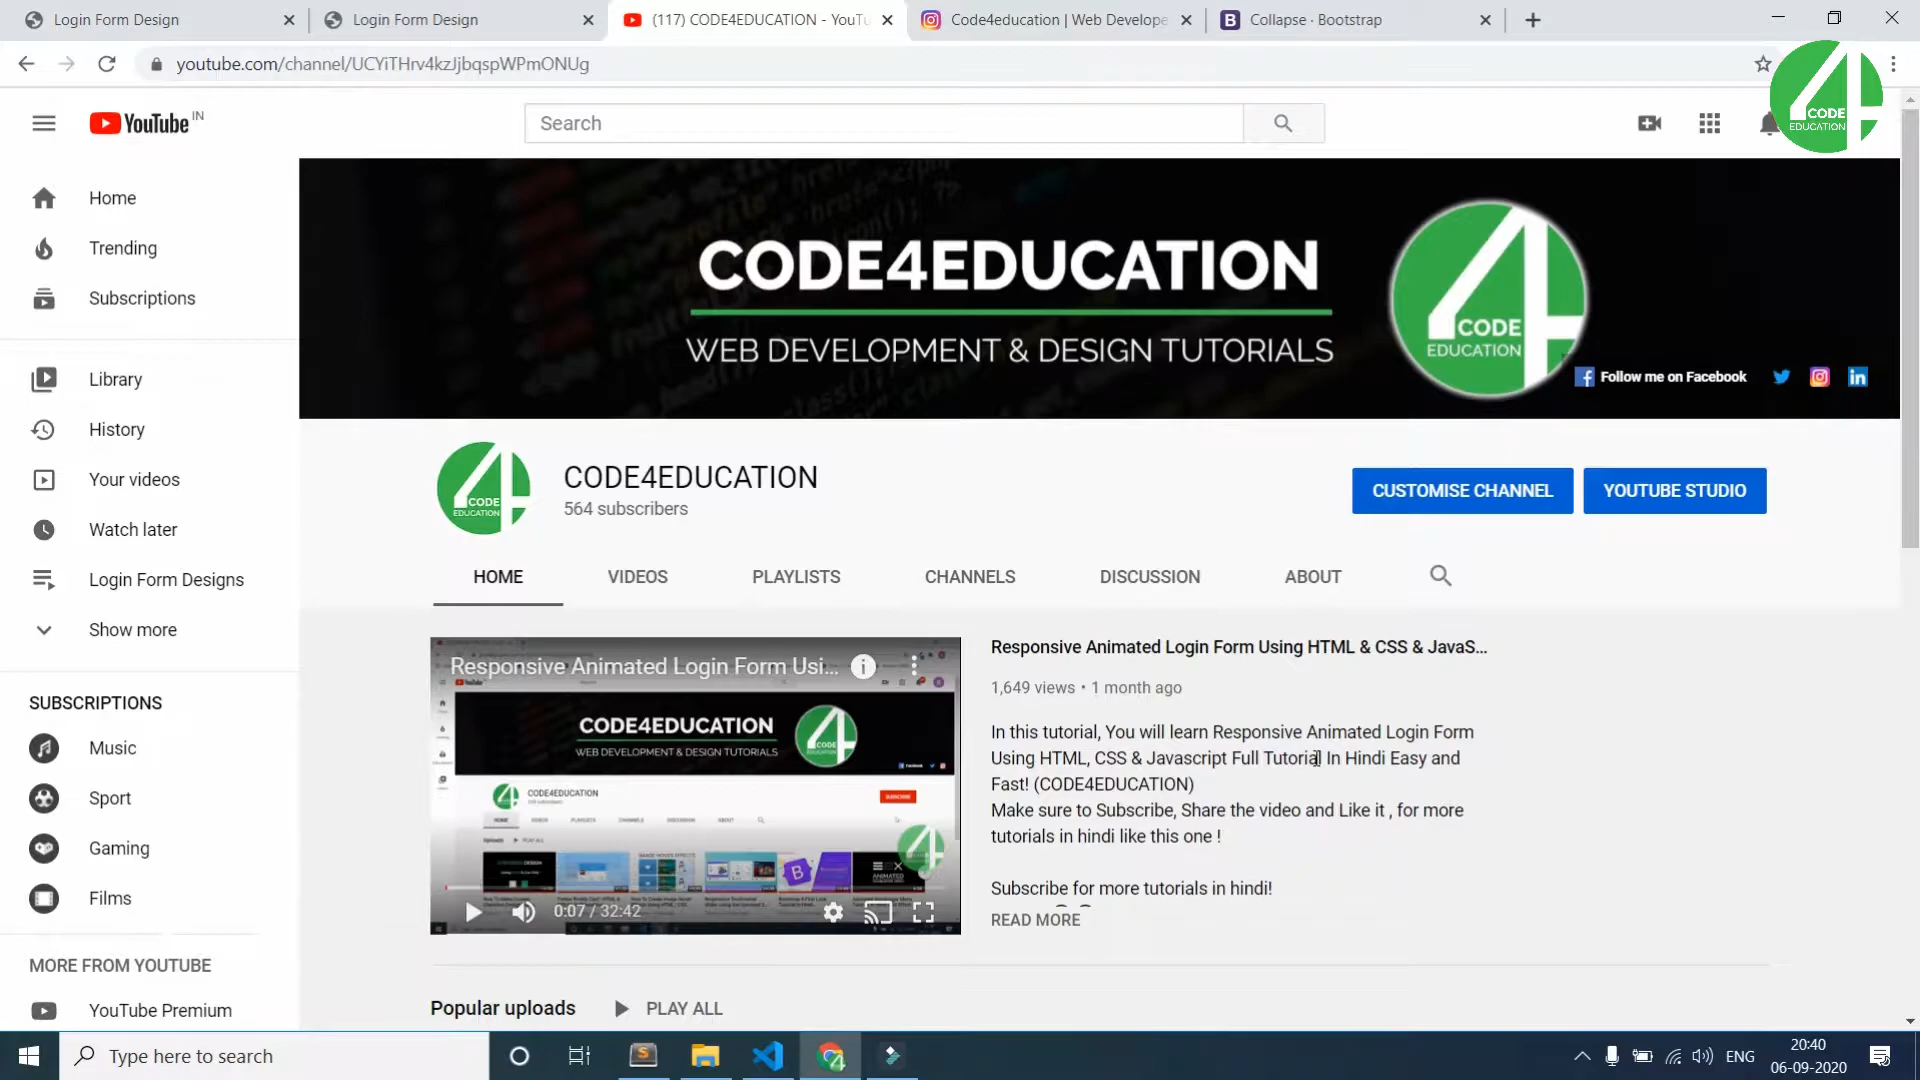 Login Form Design
Login Form Design
(117) CODE4EDUCATION - YouTu
Code4education | Web Develope
Collapse · Bootstrap
youtube.com/channel/UCYiTHrv4kzJjbqspWPmONUg
CODE
EDUCATION
YouTube IN
Search
Home
Trending
Subscriptions
Library
History
Your videos
Watch later
Login Form Designs
Show more
SUBSCRIPTIONS
Music
Sport
Gaming
Films
MORE FROM YOUTUBE
YouTube Premium
CODE4EDUCATION
WEB DEVELOPMENT & DESIGN TUTORIALS
4
CODE
EDUCATION
Follow me on Facebook
CODE
EDUCATION
CODE4EDUCATION
564 subscribers
CUSTOMISE CHANNEL
YOUTUBE STUDIO
HOME
VIDEOS
PLAYLISTS
CHANNELS
DISCUSSION
ABOUT
Responsive Animated Login Form Usi...
CODE4EDUCATION
WEB DEVELOPMENT & DESIGN TUTORIALS
CODE4EDUCATION
0:07 / 32:42
Responsive Animated Login Form Using HTML & CSS & JavaS...
1,649 views • 1 month ago
In this tutorial, You will learn Responsive Animated Login Form
Using HTML, CSS & Javascript Full Tutorial In Hindi Easy and
Fast! (CODE4EDUCATION)
Make sure to Subscribe, Share the video and Like it , for more
tutorials in hindi like this one !
Subscribe for more tutorials in hindi!
READ MORE
Popular uploads
PLAY ALL
Type here to search
ENG
20:40
06-09-2020